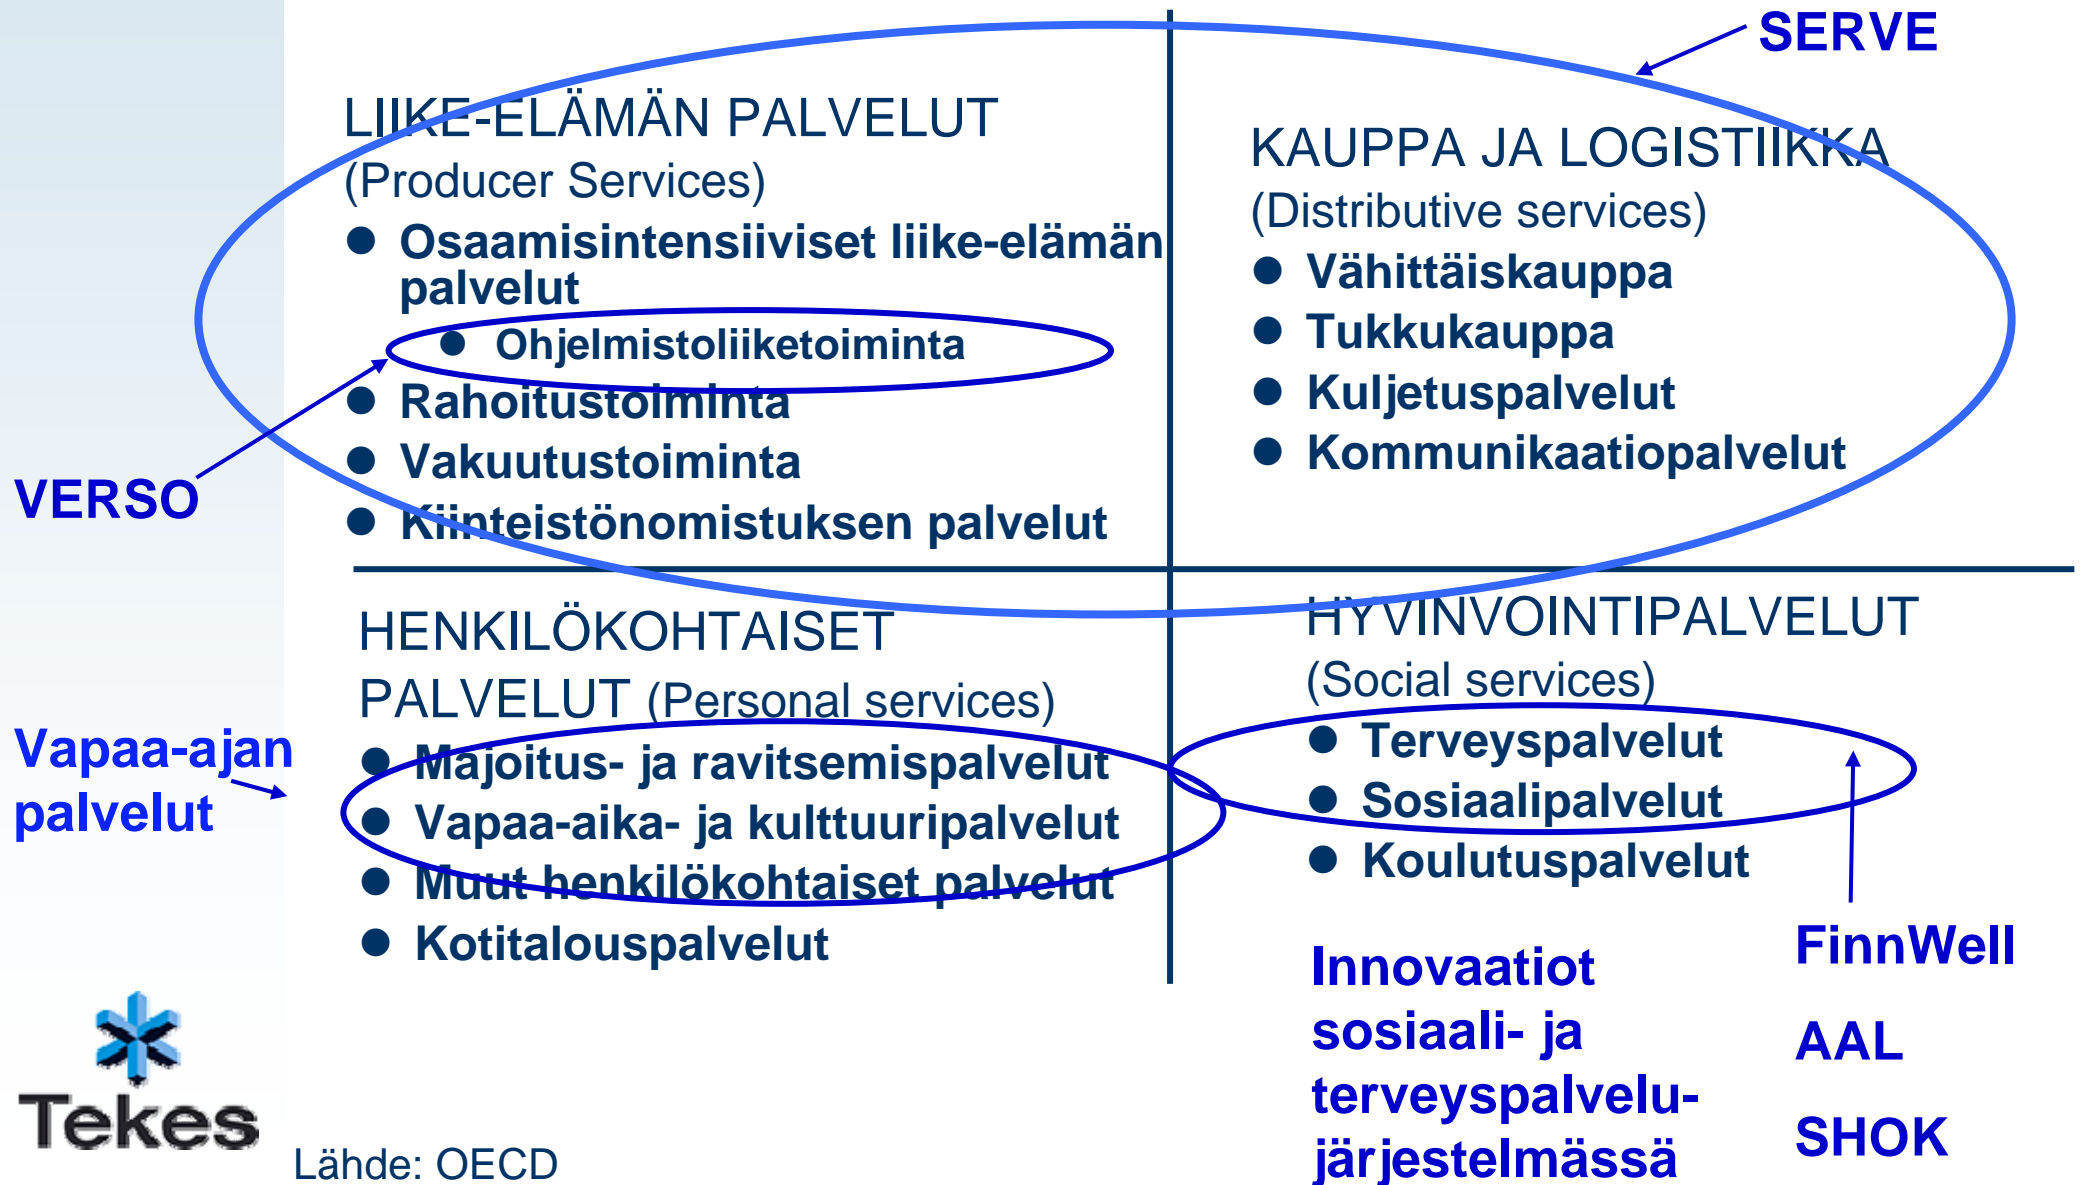 SERVE
LIIKE-ELÄMÄN PALVELUT
(Producer Services)
Osaamisintensiiviset liike-elämän
palvelut
Ohjelmistoliiketoiminta
Rahoitustoiminta
Vakuutustoiminta
Kiinteistönomistuksen palvelut
KAUPPA JA LOGISTIIKKA
(Distributive services)
Vähittäiskauppa
Tukkukauppa
Kuljetuspalvelut
Kommunikaatiopalvelut
VERSO
HENKILÖKOHTAISET
PALVELUT (Personal services)
Majoitus- ja ravitsemispalvelut
Vapaa-aika- ja kulttuuripalvelut
Muut henkilökohtaiset palvelut
Kotitalouspalvelut
HYVINVOINTIPALVELUT
(Social services)
Terveyspalvelut
Sosiaalipalvelut
Koulutuspalvelut
Vapaa-ajan
palvelut
Innovaatiot
sosiaali- ja
terveyspalvelu-
järjestelmässä
FinnWell
AAL
SHOK
Tekes
Lähde: OECD